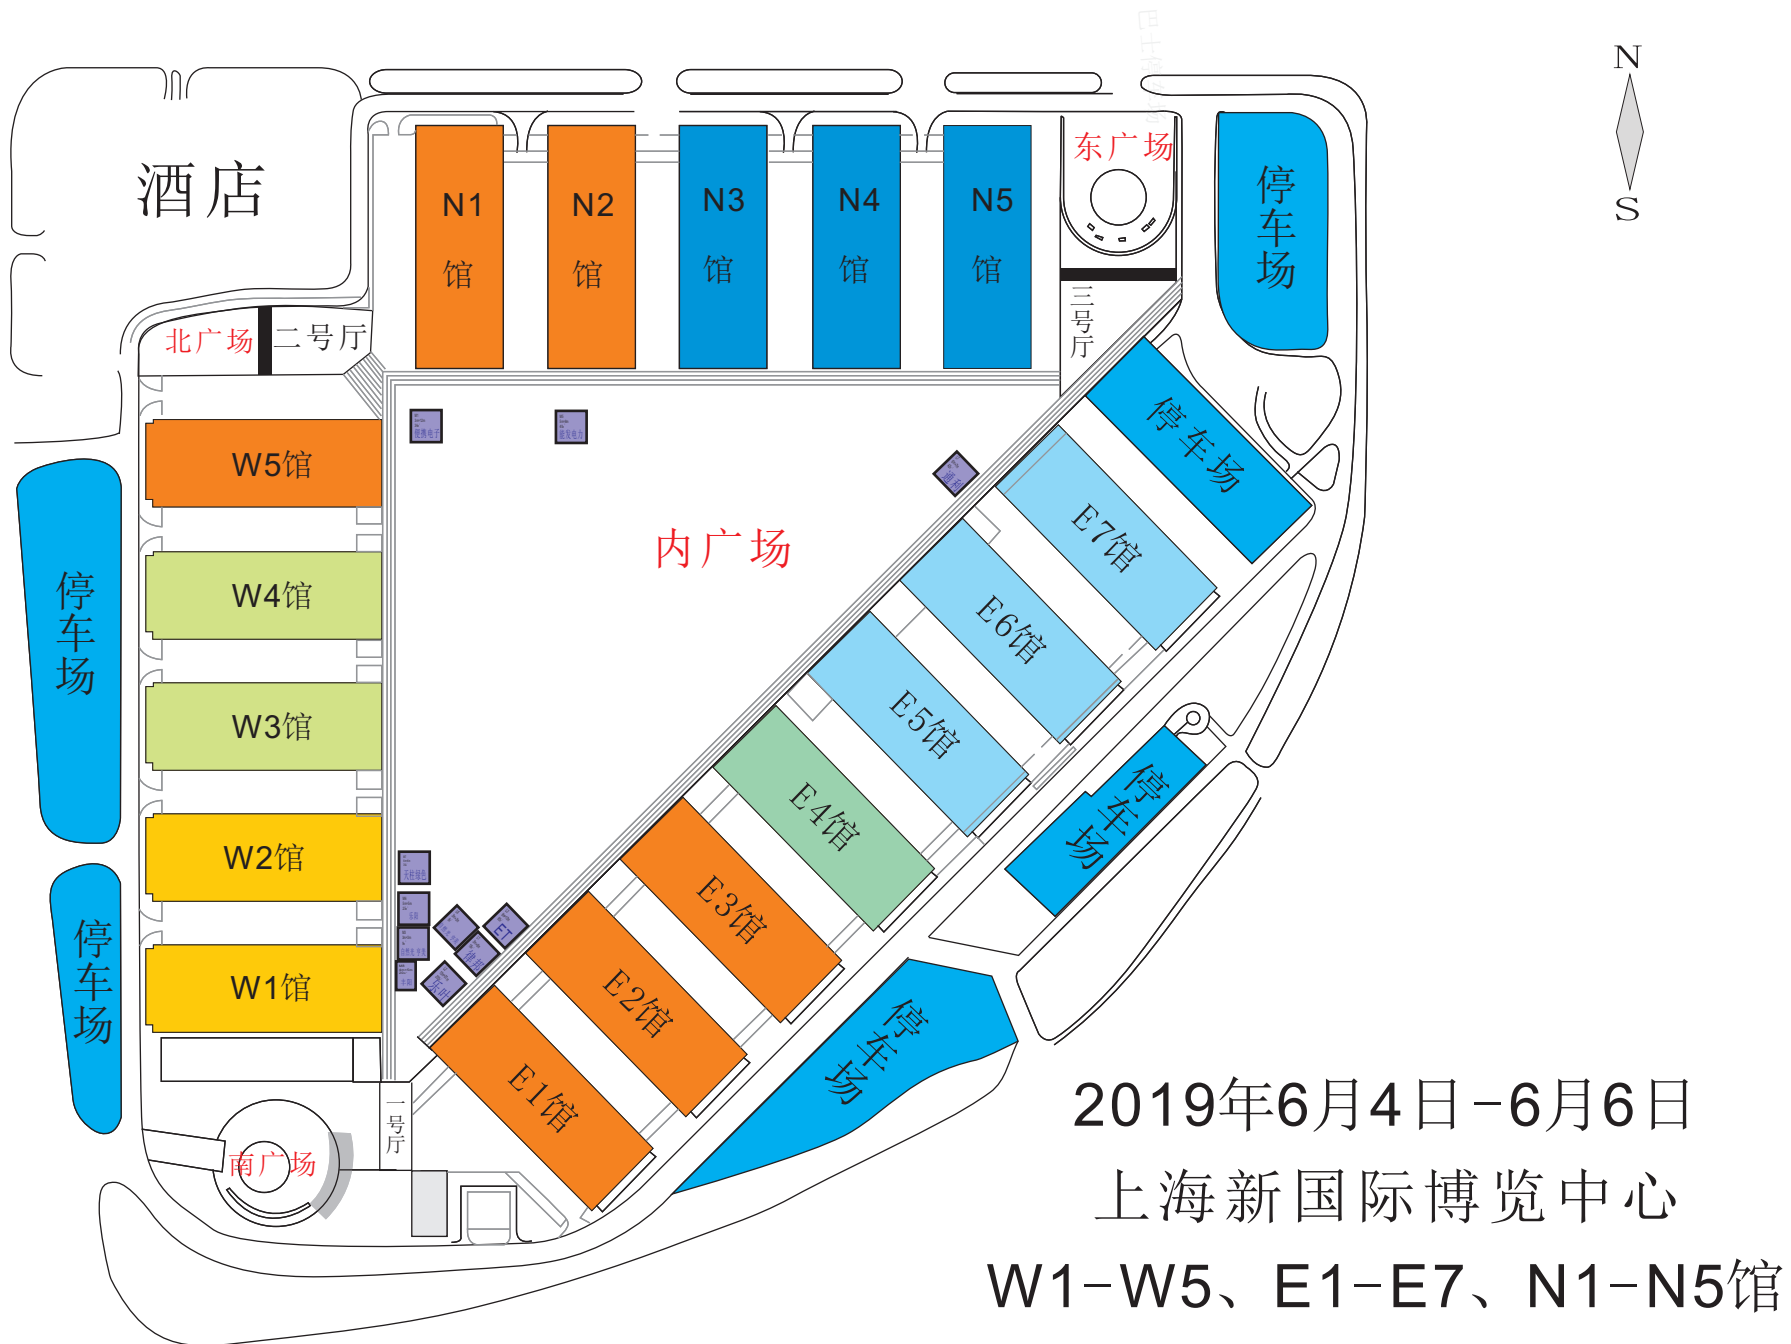 N
S
酒店
N1
馆
N2
馆
N3
馆
N4
馆
N5
馆
东广场
停车场
北广场
二号厅
三号厅
停车场
W5馆
W4馆
W3馆
W2馆
W1馆
停车场
停车场
内广场
E7馆
E6馆
E5馆
E4馆
E3馆
E2馆
E1馆
ET
停车场
停车场
一号厅
南广场
2019年6月4日-6月6日
上海新国际博览中心
W1-W5、E1-E7、N1-N5馆